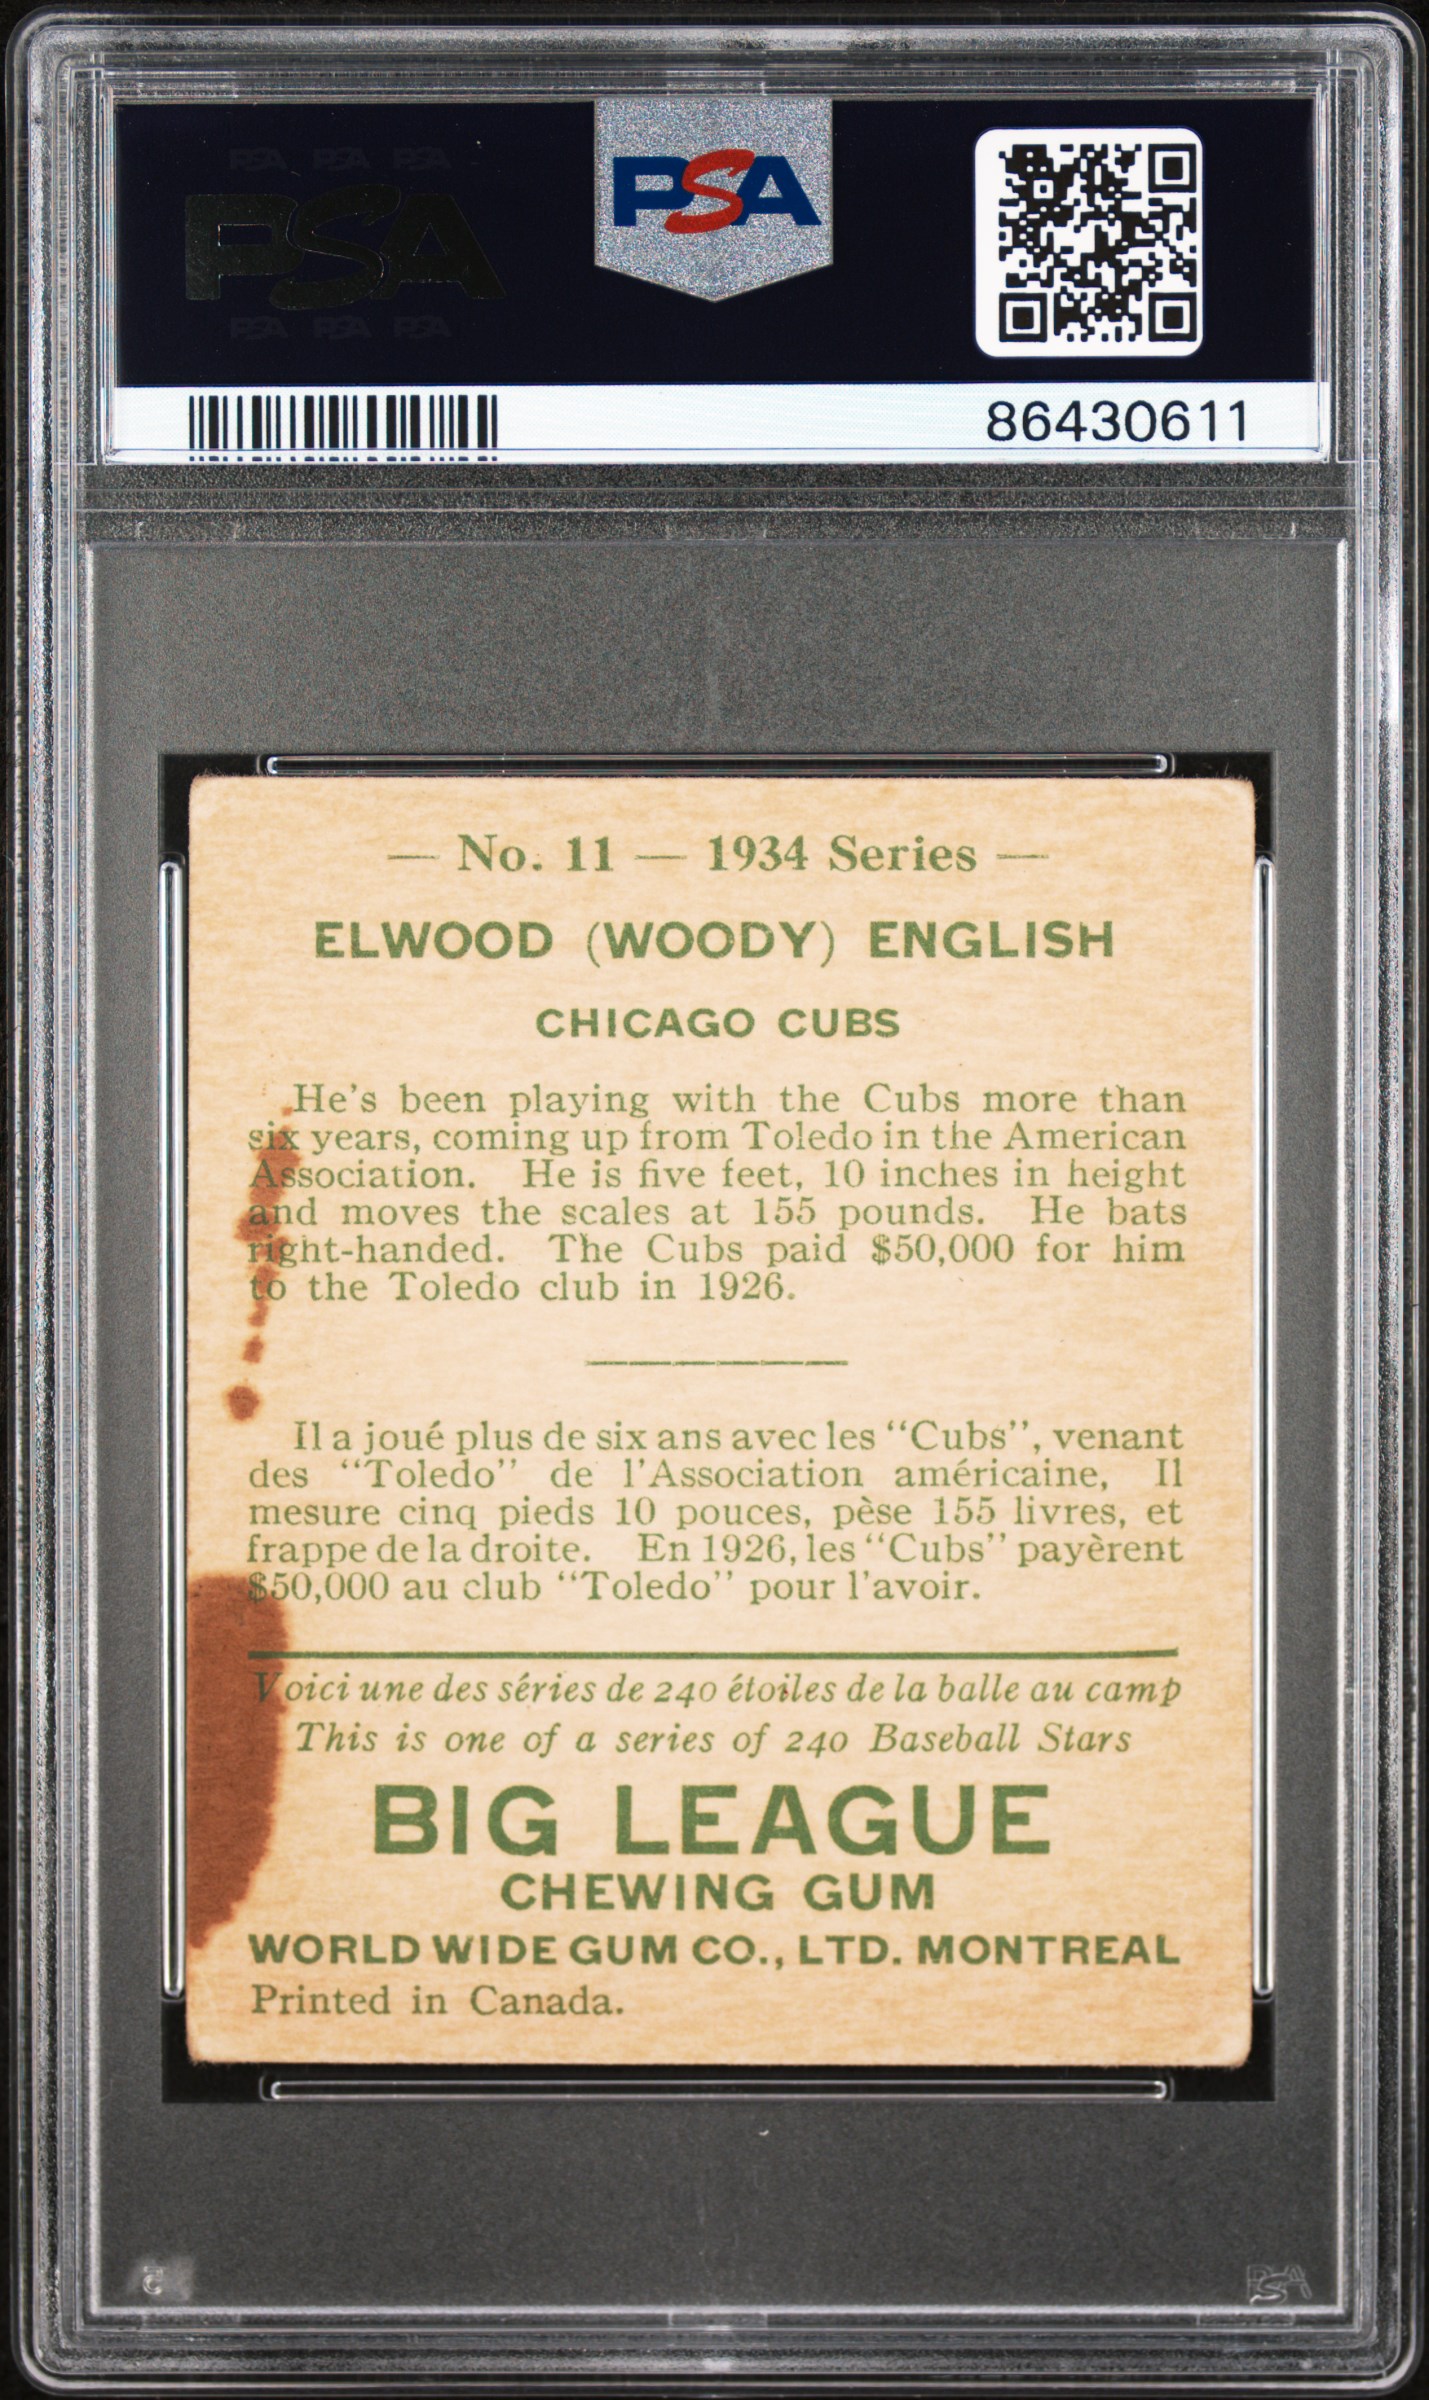 PSA PSA PSA
PSA
PSA PSA PSA
PSA
86430611
— No. 11 — 1934 Series —
ELWOOD (WOODY) ENGLISH
CHICAGO CUBS
He's been playing with the Cubs more than
six years, coming up from Toledo in the American
Association. He is five feet, 10 inches in height
and moves the scales at 155 pounds. He bats
right-handed. The Cubs paid $50,000 for him
to the Toledo club in 1926.
Il a joué plus de six ans avec les "Cubs", venant
des "Toledo" de l'Association américaine, Il
mesure cinq pieds 10 pouces, pèse 155 livres, et
frappe de la droite. En 1926, les "Cubs" payèrent
$50,000 au club "Toledo" pour l'avoir.
Voici une des séries de 240 étoiles de la balle au camp
This is one of a series of 240 Baseball Stars
BIG LEAGUE
CHEWING GUM
WORLD WIDE GUM CO., LTD. MONTREAL
Printed in Canada.
PSA